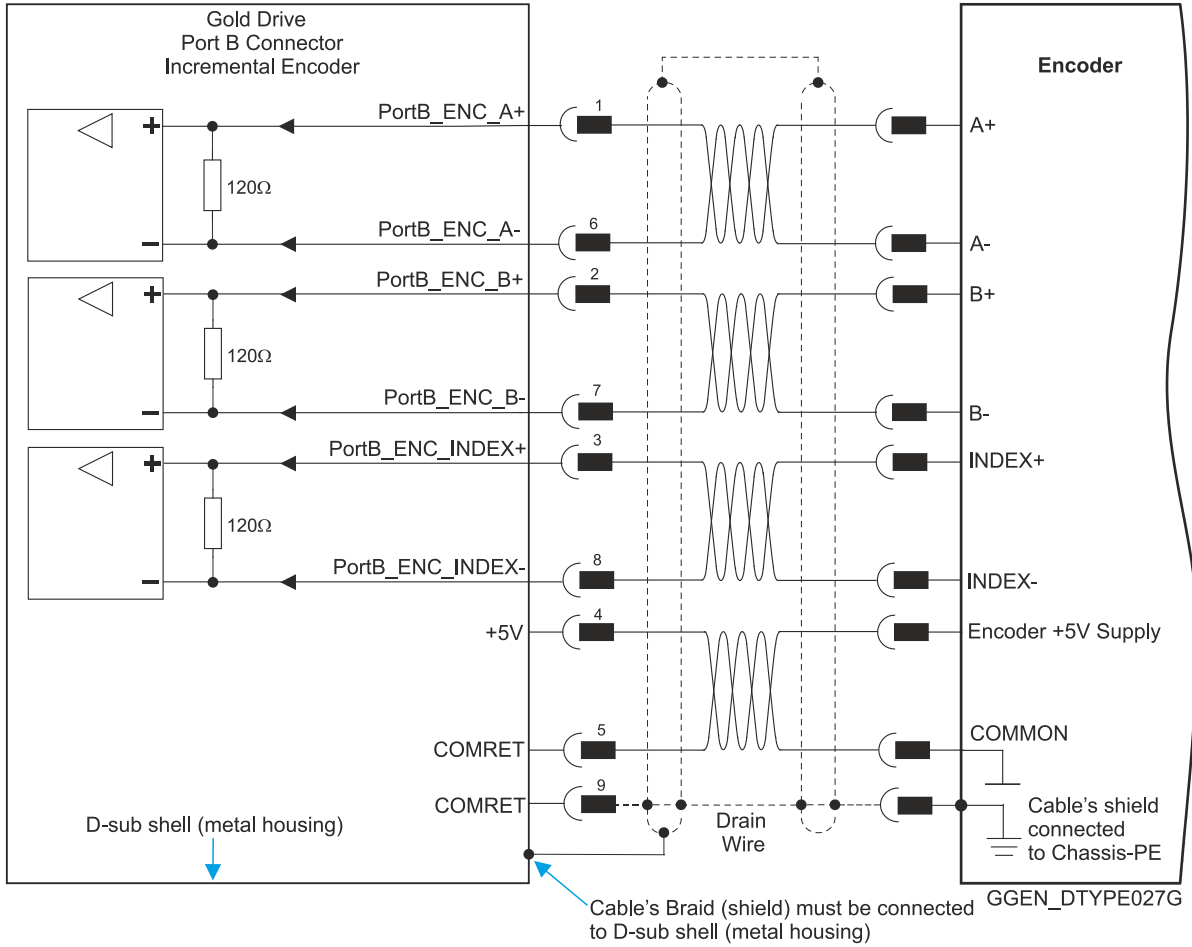 Gold Drive
Port B Connector
Incremental Encoder
Encoder
PortB_ENC_A+
1
A+
+
120Ω
PortB_ENC_A-
6
A-
−
PortB_ENC_B+
2
B+
+
120Ω
PortB_ENC_B-
7
B-
−
PortB_ENC_INDEX+
3
INDEX+
+
120Ω
PortB_ENC_INDEX-
8
INDEX-
−
+5V
4
Encoder +5V Supply
COMRET
5
COMMON
COMRET
9
Drain
Wire
Cable's shield
connected
to Chassis-PE
D-sub shell (metal housing)
Cable's Braid (shield) must be connected
to D-sub shell (metal housing)
GGEN_DTYPE027G